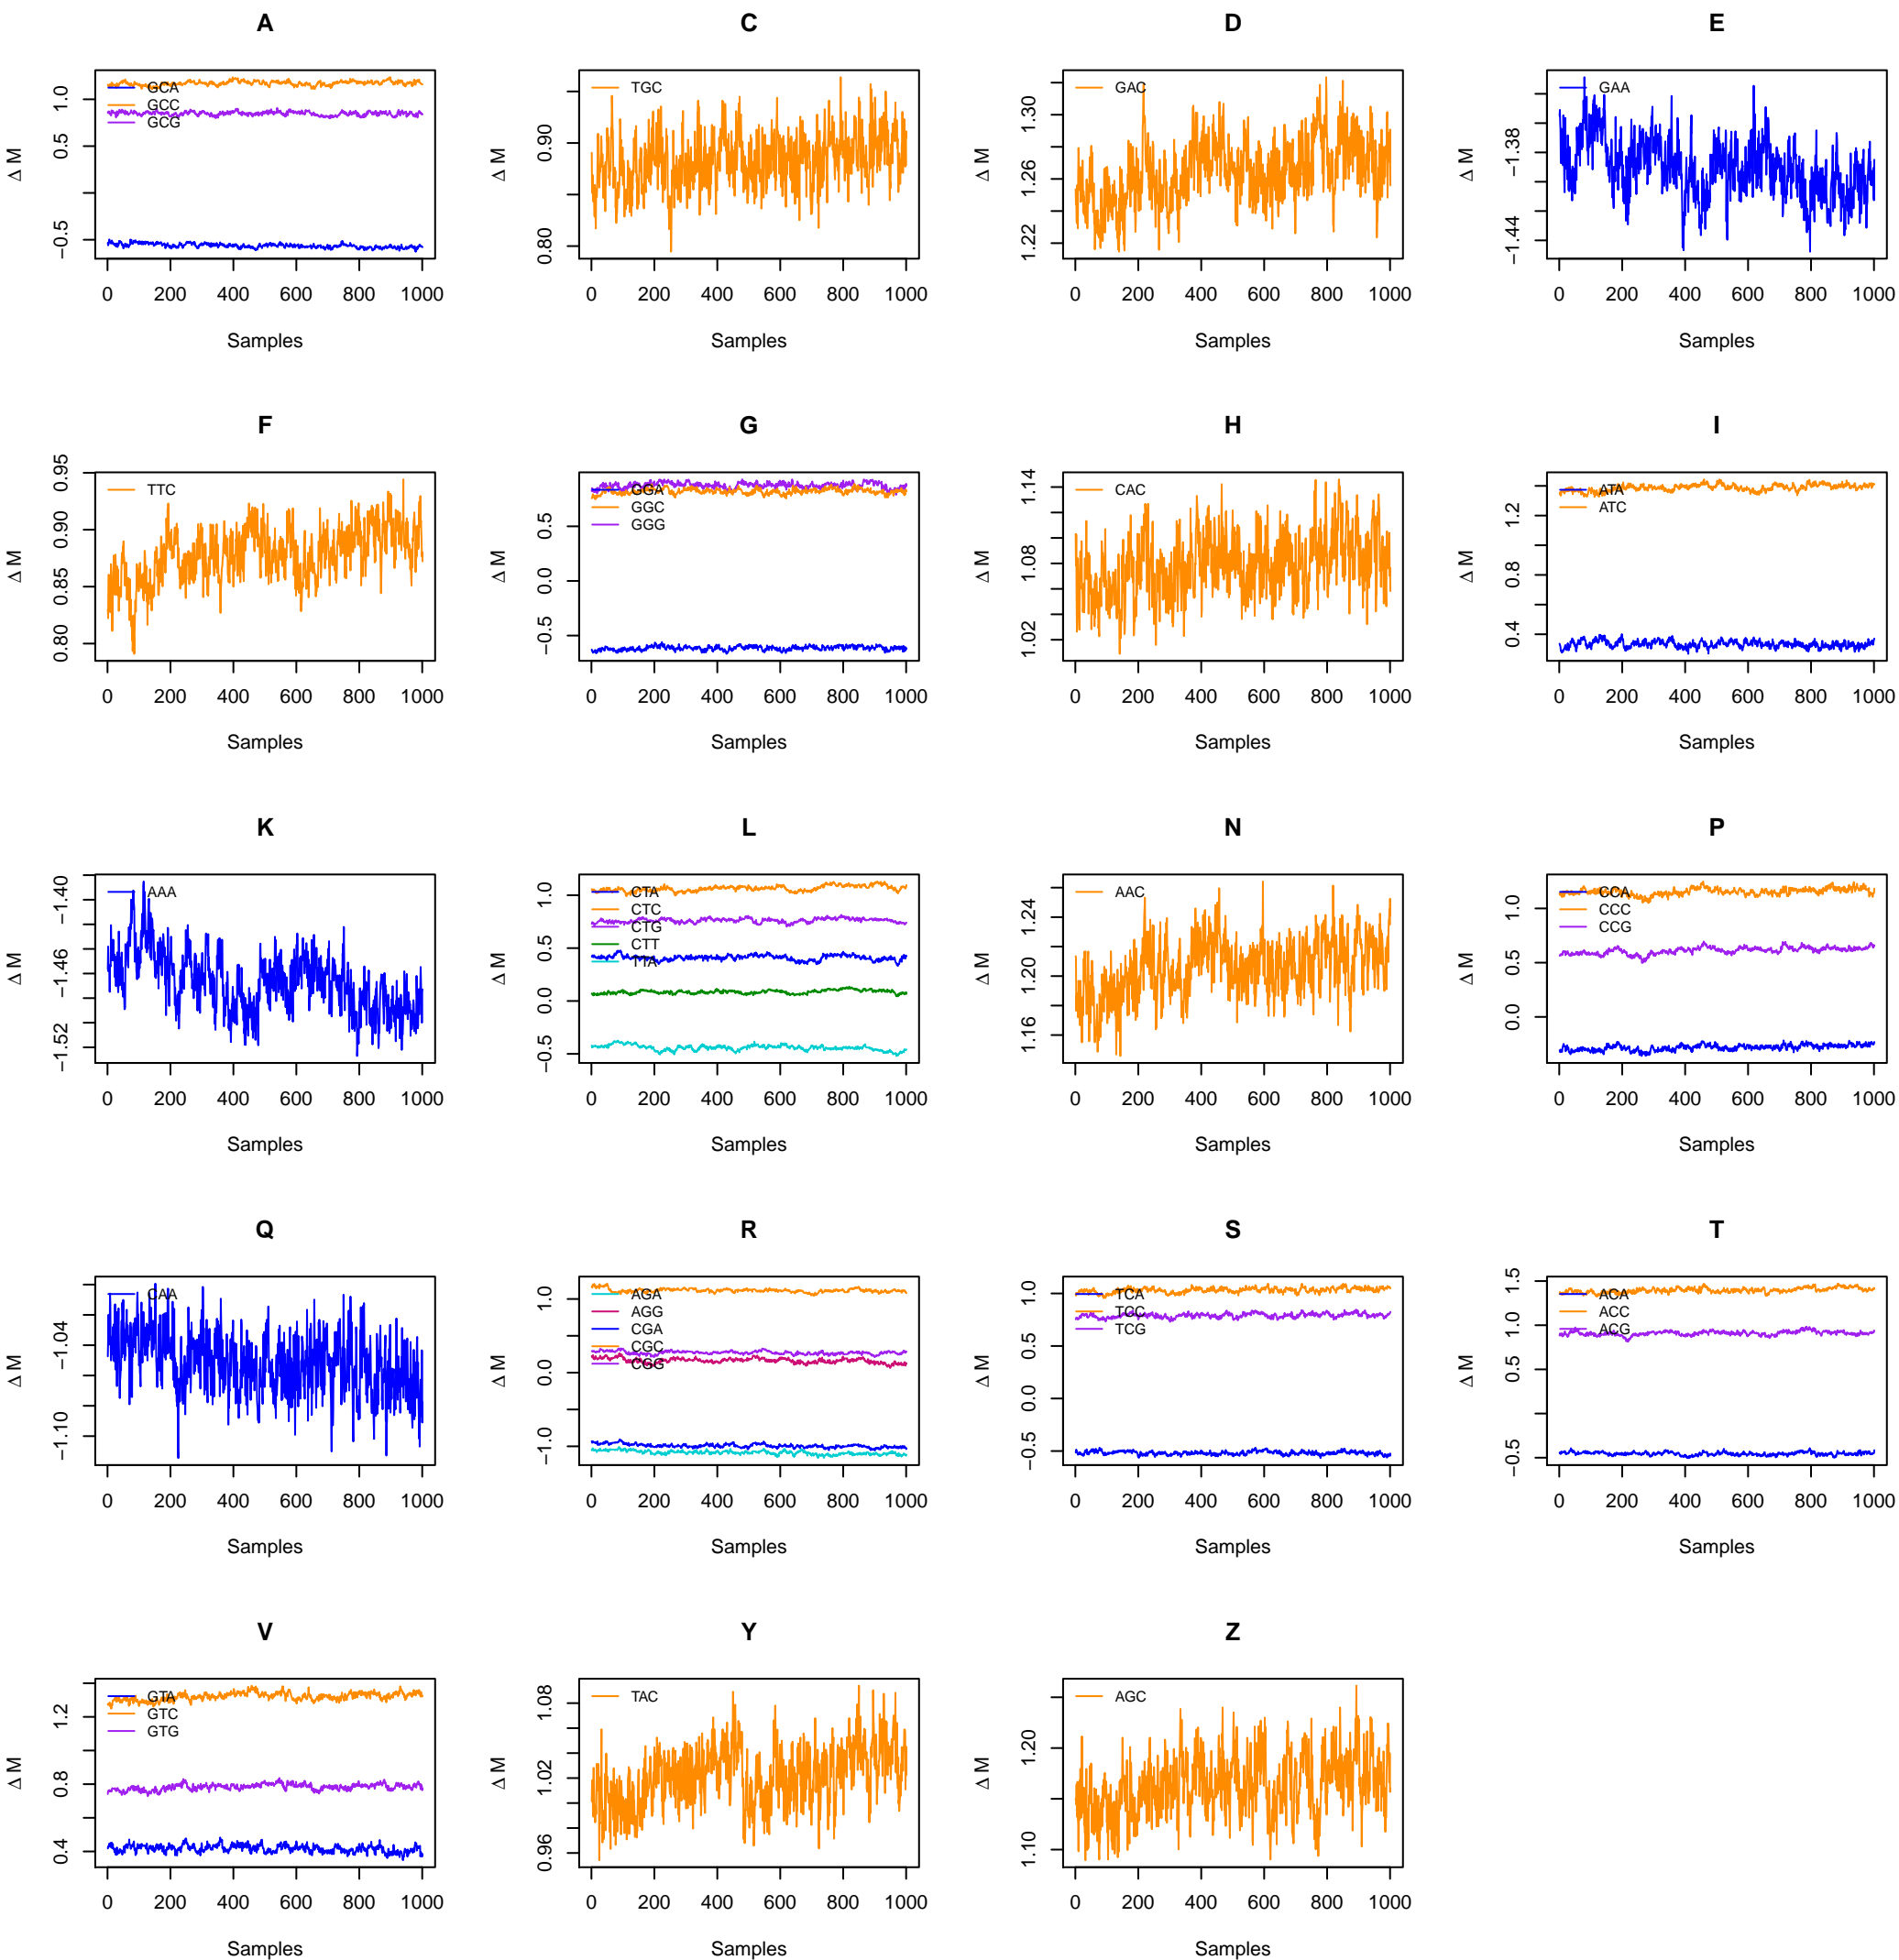 A
Δ M
1.0
0.5
−0.5
GCA
GCC
GCG
0 200 400 600 800 1000
Samples
C
Δ M
0.90
0.80
TGC
0 200 400 600 800 1000
Samples
D
Δ M
1.30
1.26
1.22
GAC
0 200 400 600 800 1000
Samples
E
Δ M
−1.38
−1.44
GAA
0 200 400 600 800 1000
Samples
F
Δ M
0.95
0.90
0.85
0.80
TTC
0 200 400 600 800 1000
Samples
G
Δ M
0.5
0.0
−0.5
GGA
GGC
GGG
0 200 400 600 800 1000
Samples
H
Δ M
1.14
1.08
1.02
CAC
0 200 400 600 800 1000
Samples
I
Δ M
1.2
0.8
0.4
ATA
ATC
0 200 400 600 800 1000
Samples
K
Δ M
−1.40
−1.46
−1.52
AAA
0 200 400 600 800 1000
Samples
L
Δ M
1.0
0.5
0.0
−0.5
CTA
CTC
CTG
CTT
TTA
0 200 400 600 800 1000
Samples
N
Δ M
1.24
1.20
1.16
AAC
0 200 400 600 800 1000
Samples
P
Δ M
1.0
0.5
0.0
CCA
CCC
CCG
0 200 400 600 800 1000
Samples
Q
Δ M
−1.04
−1.10
CAA
0 200 400 600 800 1000
Samples
R
Δ M
1.0
0.0
−1.0
AGA
AGG
CGA
CGC
CGG
0 200 400 600 800 1000
Samples
S
Δ M
1.0
0.5
0.0
−0.5
TCA
TCC
TCG
0 200 400 600 800 1000
Samples
T
Δ M
1.5
1.0
0.5
−0.5
ACA
ACC
ACG
0 200 400 600 800 1000
Samples
V
Δ M
1.2
0.8
0.4
GTA
GTC
GTG
0 200 400 600 800 1000
Samples
Y
Δ M
1.08
1.02
0.96
TAC
0 200 400 600 800 1000
Samples
Z
Δ M
1.20
1.10
AGC
0 200 400 600 800 1000
Samples